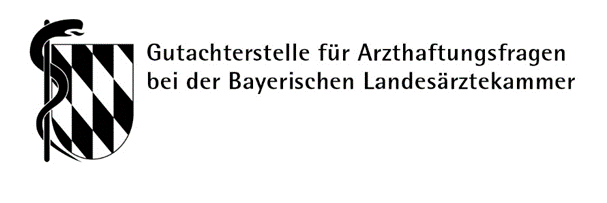 Gutachterstelle für Arzthaftungsfragen
bei der Bayerischen Landesärztekammer